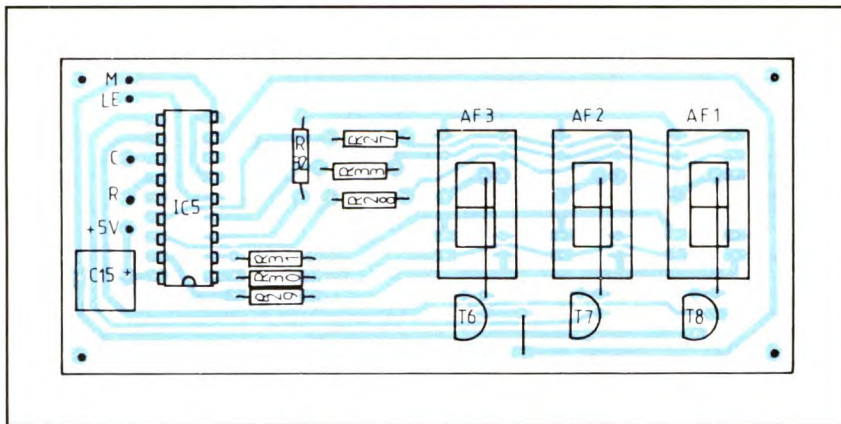 M
LE
AF3
AF2
AF1
R32
R27
C
R33
R
R28
IC5
+5V
R31
C15 +
R30
R29
T6
T7
T8